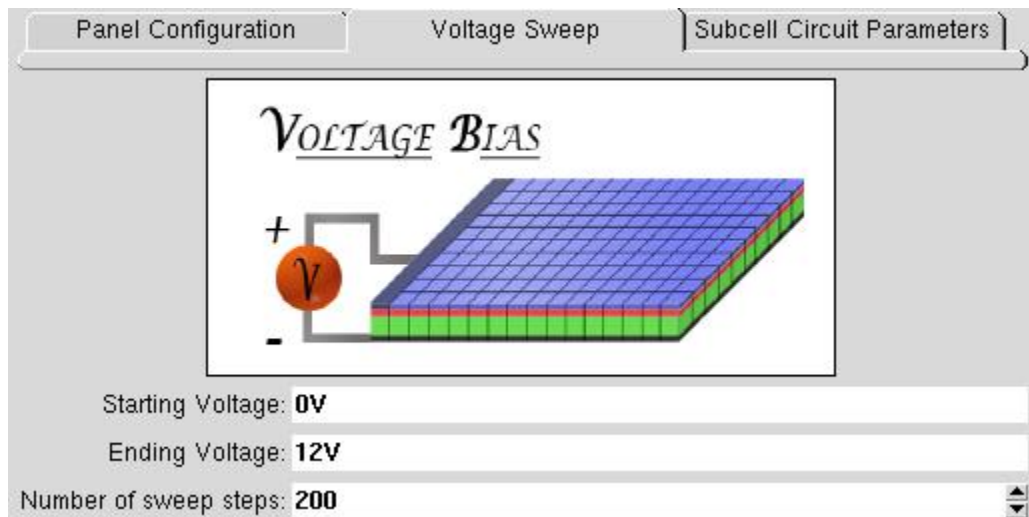 Panel Configuration Voltage Sweep Subcell Circuit Parameters
VOLTAGE BIAS
+
V
-
Starting Voltage: 0V
Ending Voltage: 12V
Number of sweep steps: 200